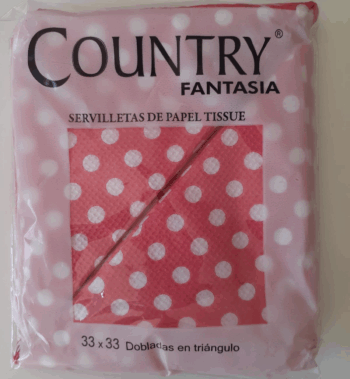 COUNTRY®
FANTASIA
SERVILLETAS DE PAPEL TISSUE
33 x 33 Dobladas en triángulo